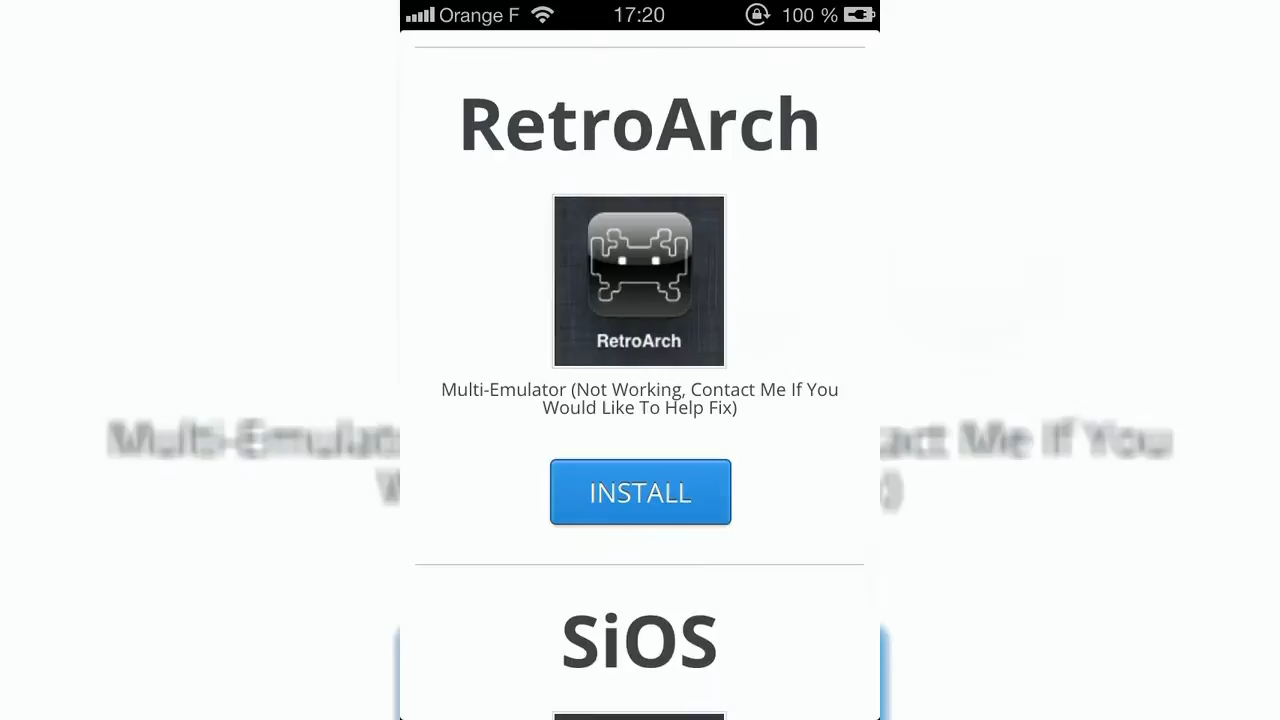 Orange F 17:20 100 %
RetroArch
RetroArch
Multi-Emulator (Not Working, Contact Me If You
Would Like To Help Fix)
INSTALL
SiOS